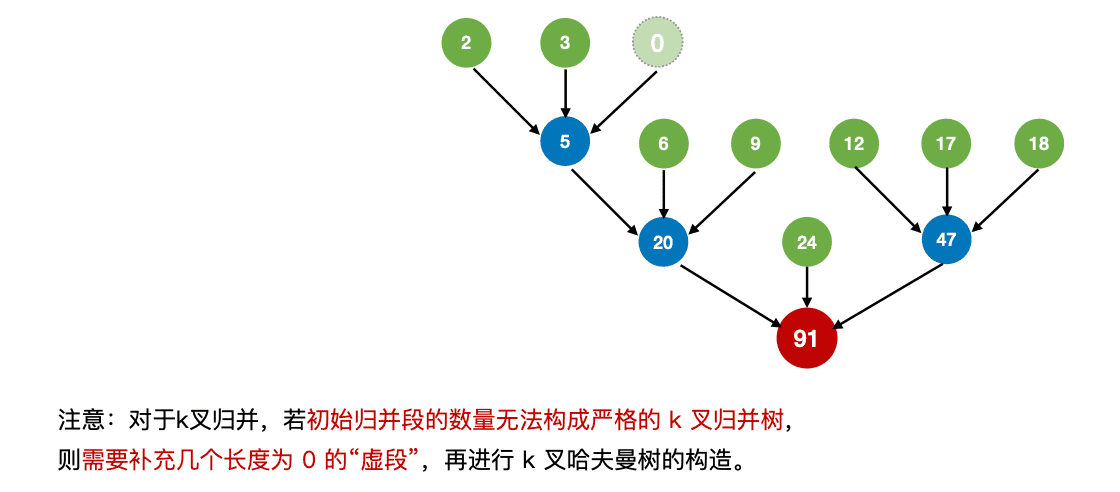 2 3 0
5 6 9 12 17 18
20 24 47
91
注意：对于k叉归并，若初始归并段的数量无法构成严格的 k 叉归并树，
则需要补充几个长度为 0 的“虚段”，再进行 k 叉哈夫曼树的构造。